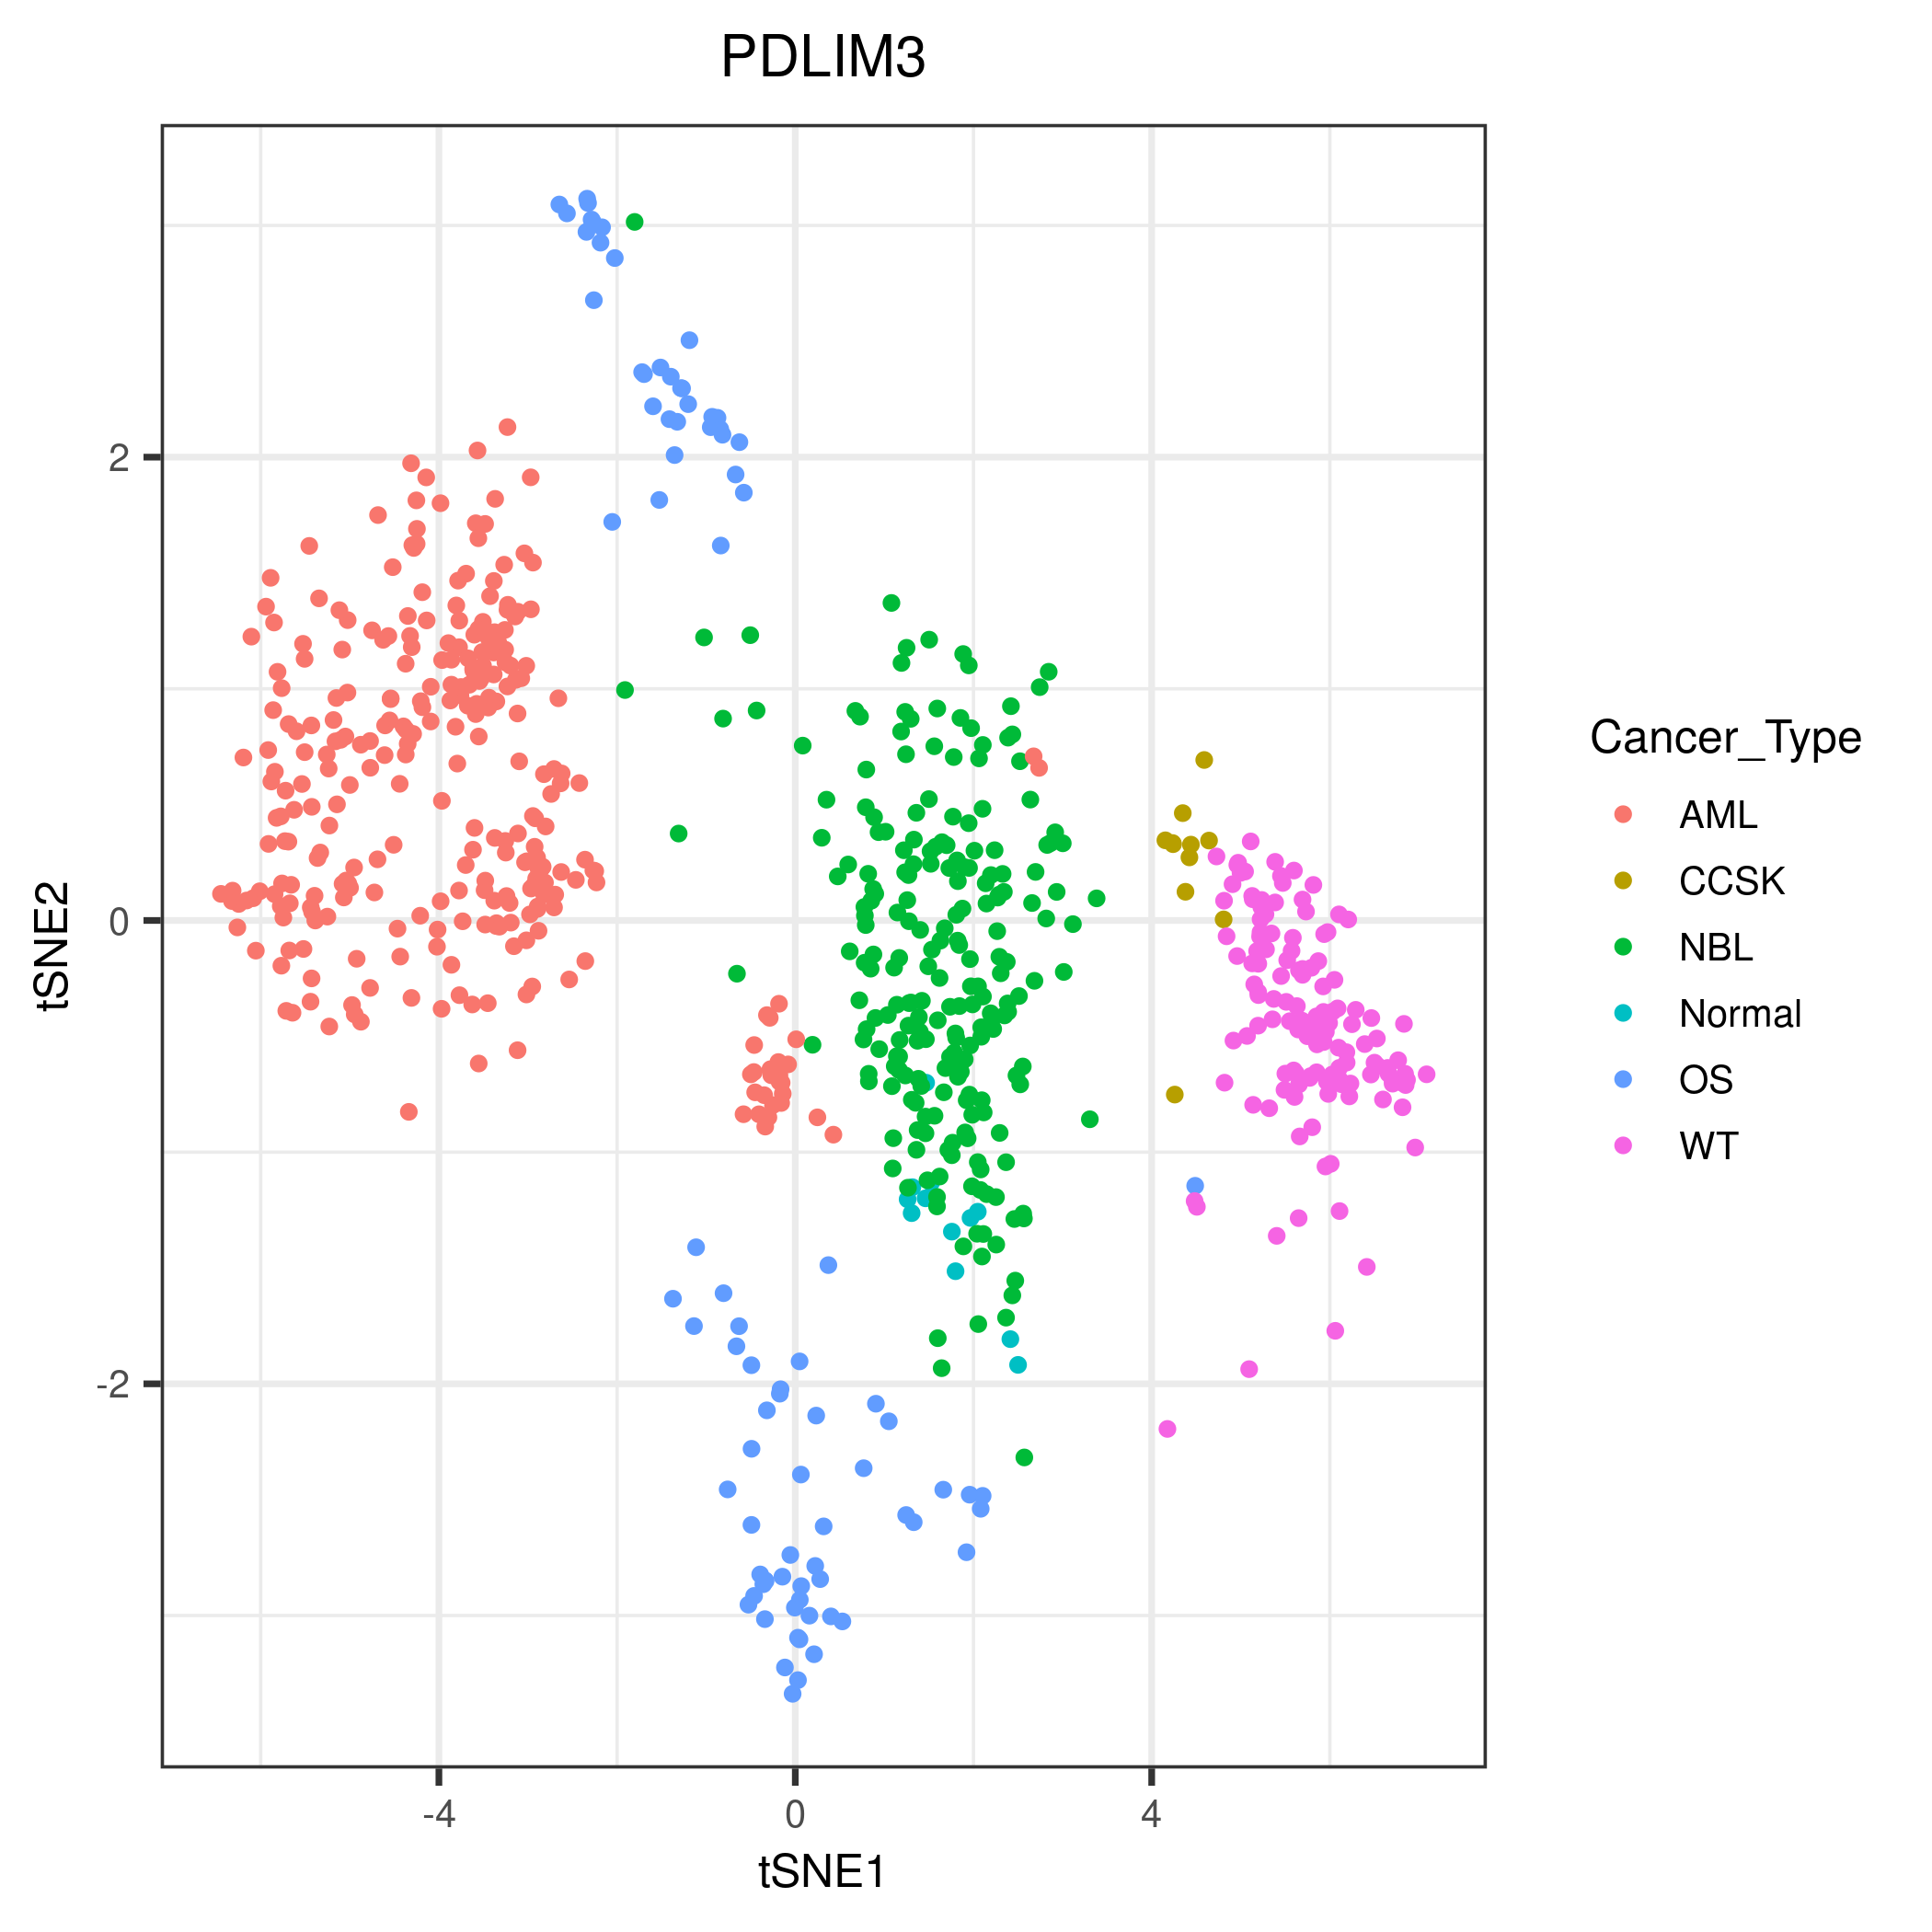 PDLIM3
tSNE2
2
0
-2
-4
0
4
tSNE1
Cancer_Type
AML
CCSK
NBL
Normal
OS
WT